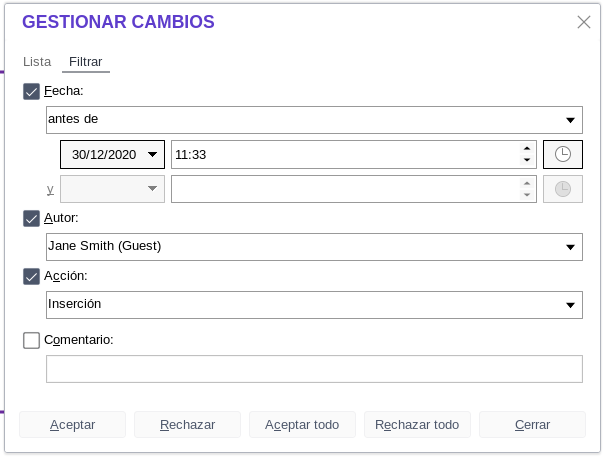 GESTIONAR CAMBIOS
Lista Filtrar
Fecha:
antes de
30/12/2020 11:33
y
Autor:
Jane Smith (Guest)
Acción:
Inserción
Comentario:
Aceptar Rechazar Aceptar todo Rechazar todo Cerrar